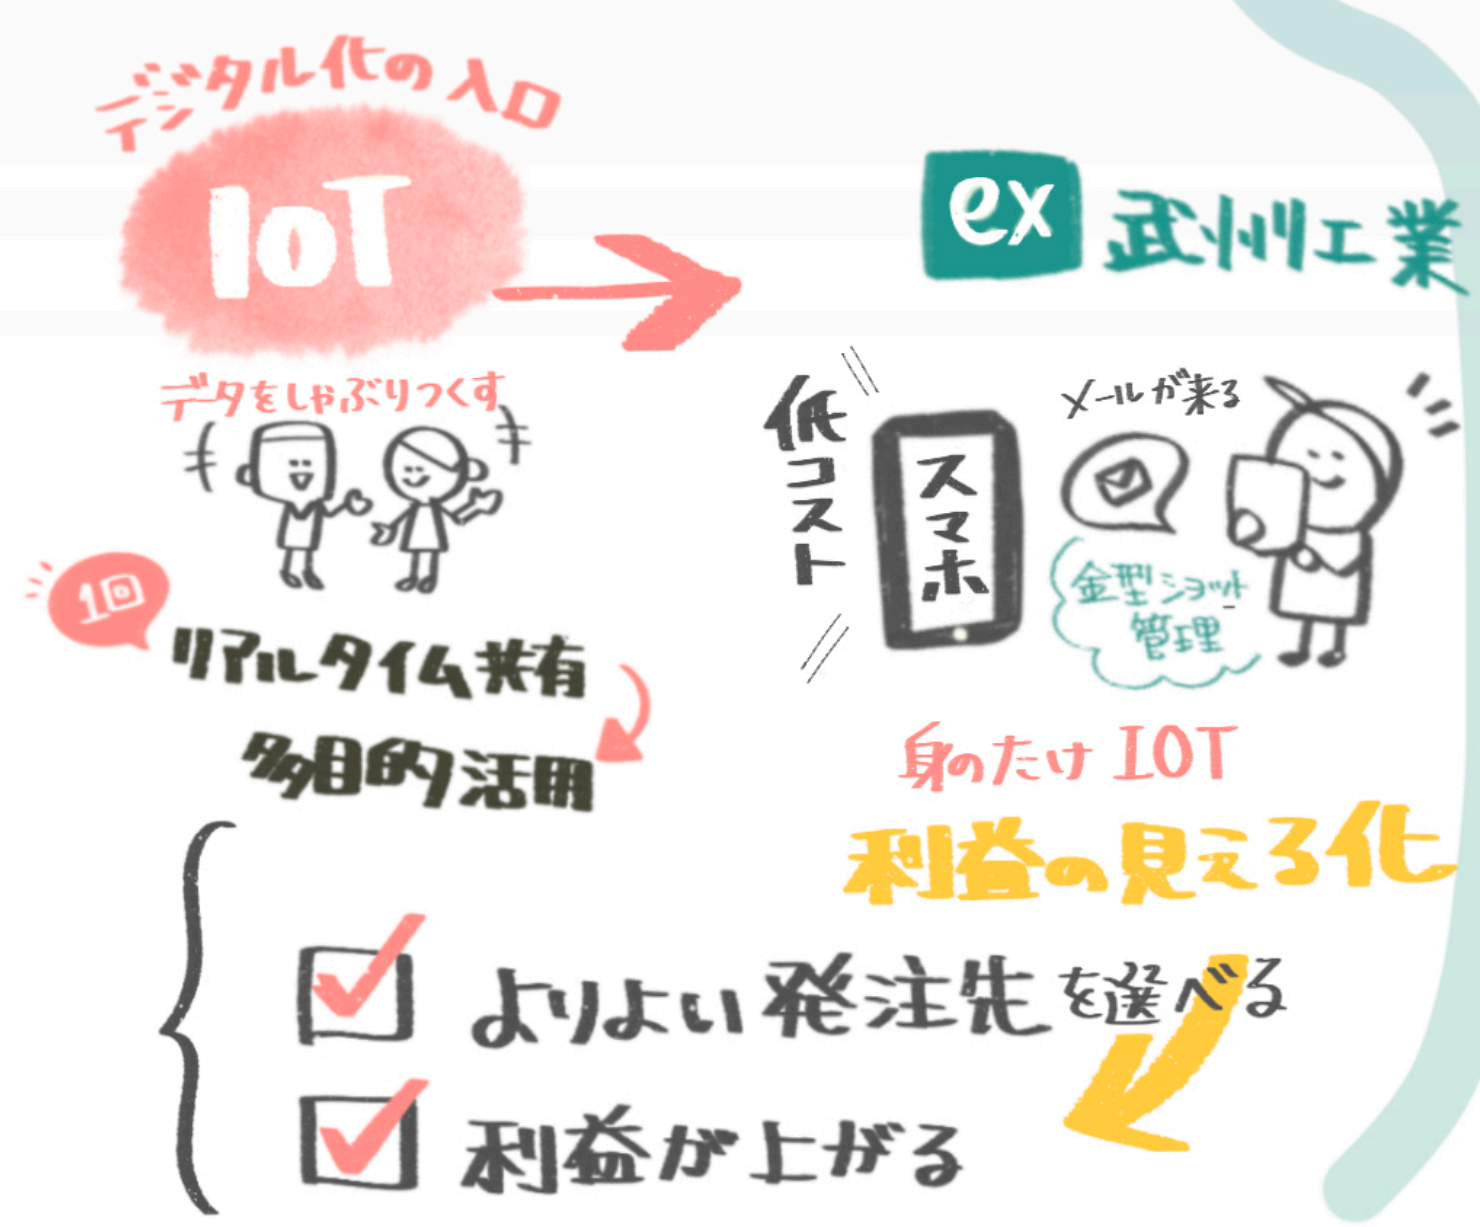 デジタル化の入口
IoT
データをしゃぶりつくす
1回
リアルタイム共有
多目的活用
ex 武州工業
低コスト
スマホ
メールが来る
金型ショット
管理
身のたけ IOT
利益の見える化
よりよい発注先を選べる
利益が上がる